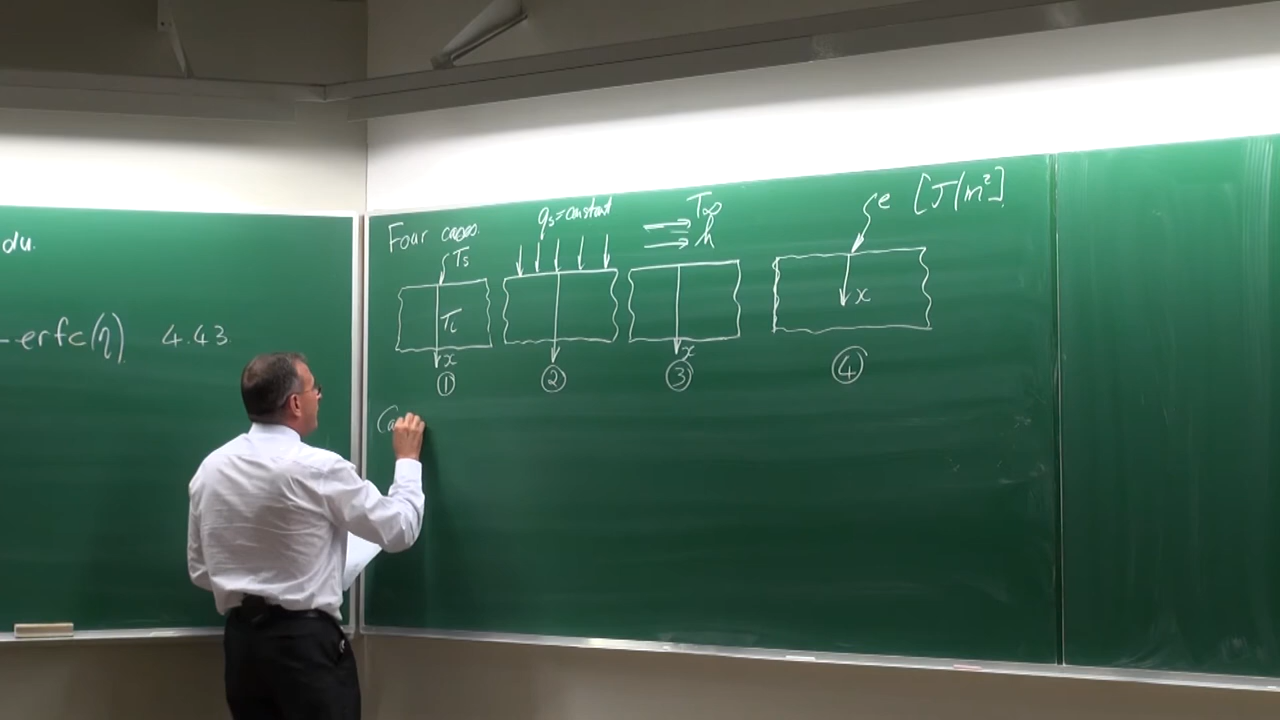 du.
-erfc(η) 4.43
Four cases.
Ts
Ti
x
①
qs=constant
②
T∞
h
x
③
e [J/m²]
x
④
Ca